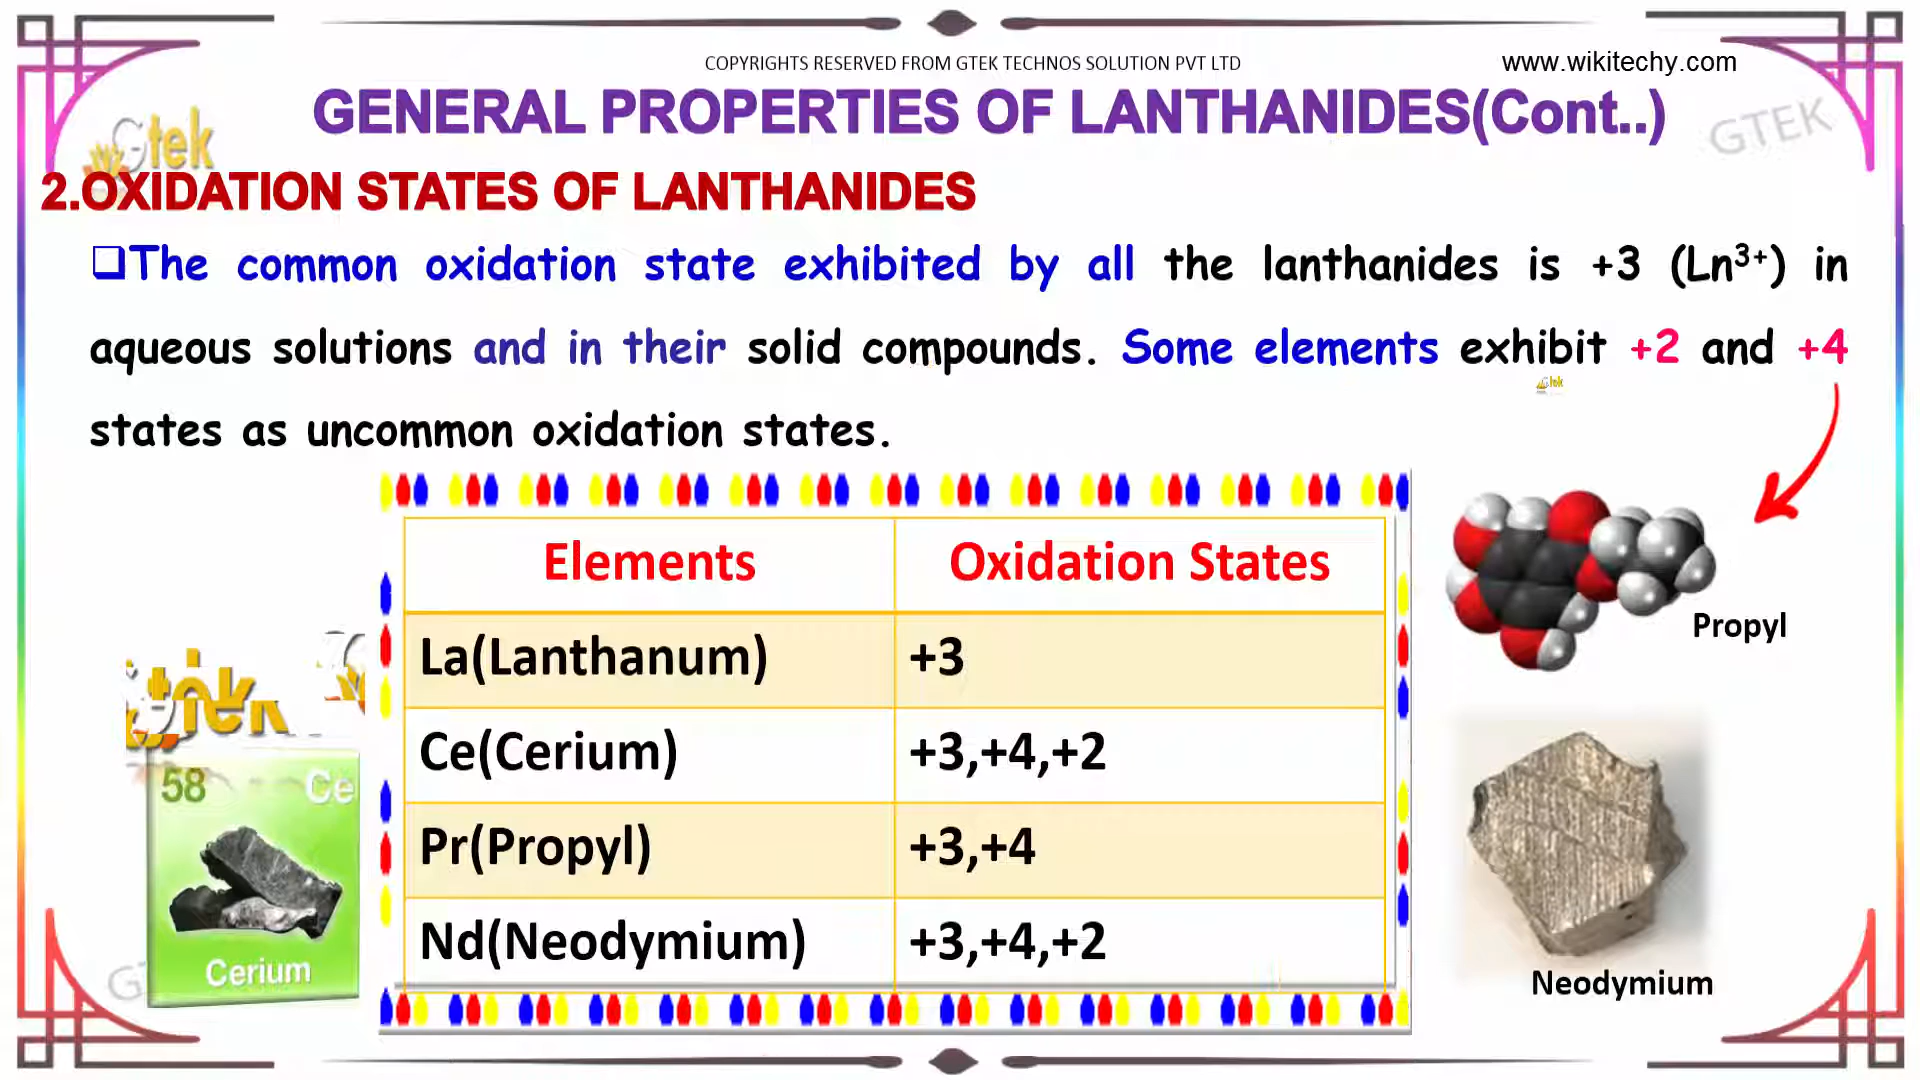 COPYRIGHTS RESERVED FROM GTEK TECHNOS SOLUTION PVT LTD
www.wikitechy.com
GENERAL PROPERTIES OF LANTHANIDES(Cont..)
Gtek
GTEK
2.OXIDATION STATES OF LANTHANIDES
❑The common oxidation state exhibited by all the lanthanides is +3 (Ln³⁺) in
aqueous solutions and in their solid compounds. Some elements exhibit +2 and +4
Gtek
states as uncommon oxidation states.
Elements Oxidation States
La(Lanthanum) +3
Ce(Cerium) +3,+4,+2
Pr(Propyl) +3,+4
Nd(Neodymium) +3,+4,+2
Propyl
Neodymium
58 Ce
Cerium